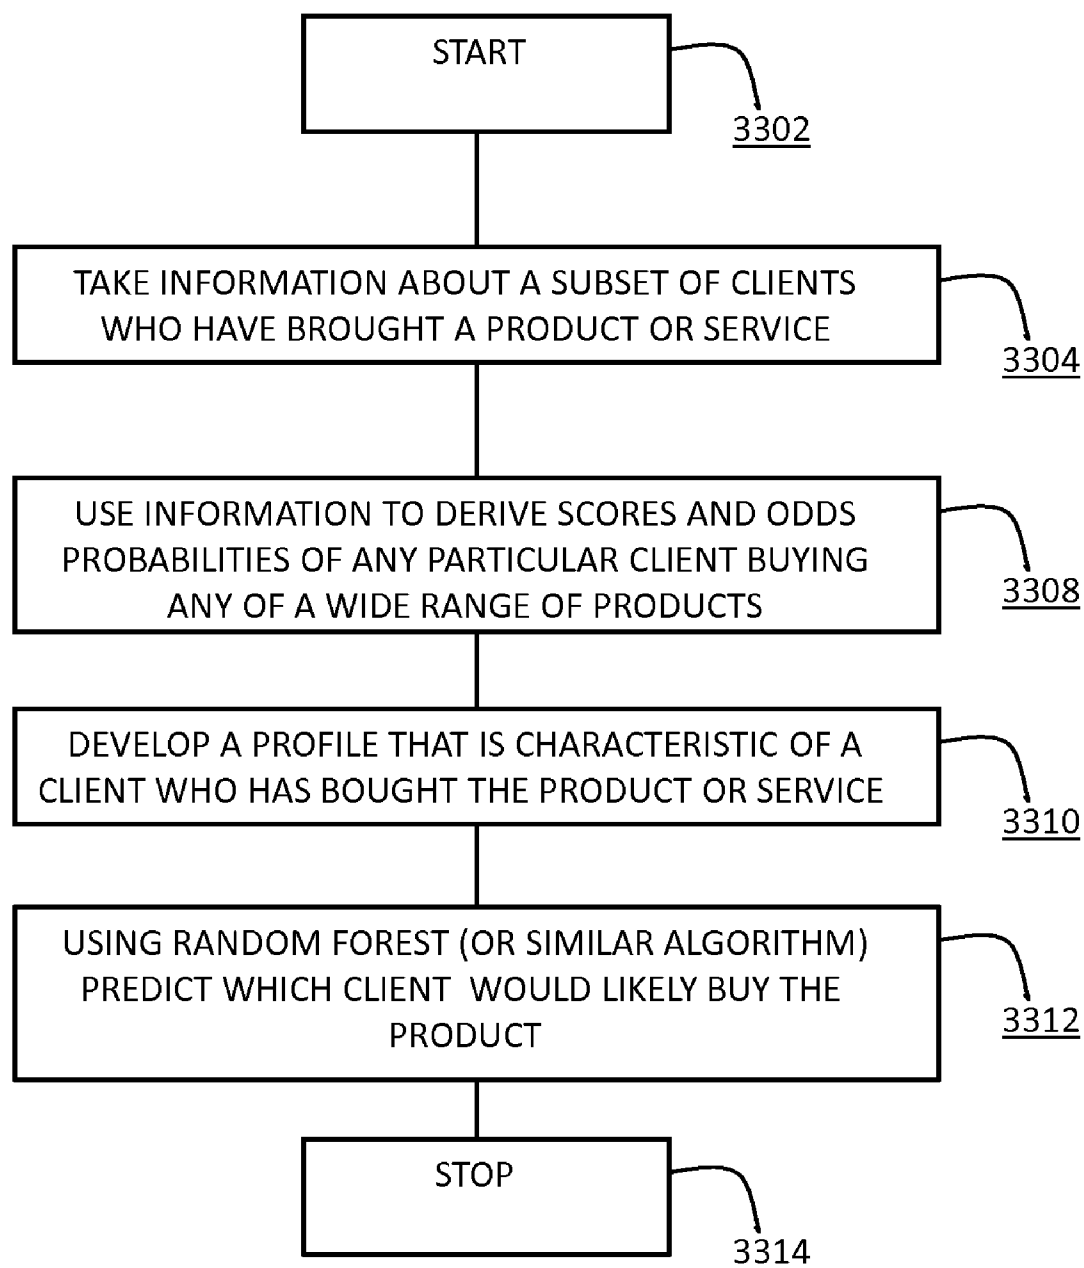 START
3302
TAKE INFORMATION ABOUT A SUBSET OF CLIENTS
WHO HAVE BROUGHT A PRODUCT OR SERVICE
3304
USE INFORMATION TO DERIVE SCORES AND ODDS
PROBABILITIES OF ANY PARTICULAR CLIENT BUYING
ANY OF A WIDE RANGE OF PRODUCTS
3308
DEVELOP A PROFILE THAT IS CHARACTERISTIC OF A
CLIENT WHO HAS BOUGHT THE PRODUCT OR SERVICE
3310
USING RANDOM FOREST (OR SIMILAR ALGORITHM)
PREDICT WHICH CLIENT  WOULD LIKELY BUY THE
PRODUCT
3312
STOP
3314